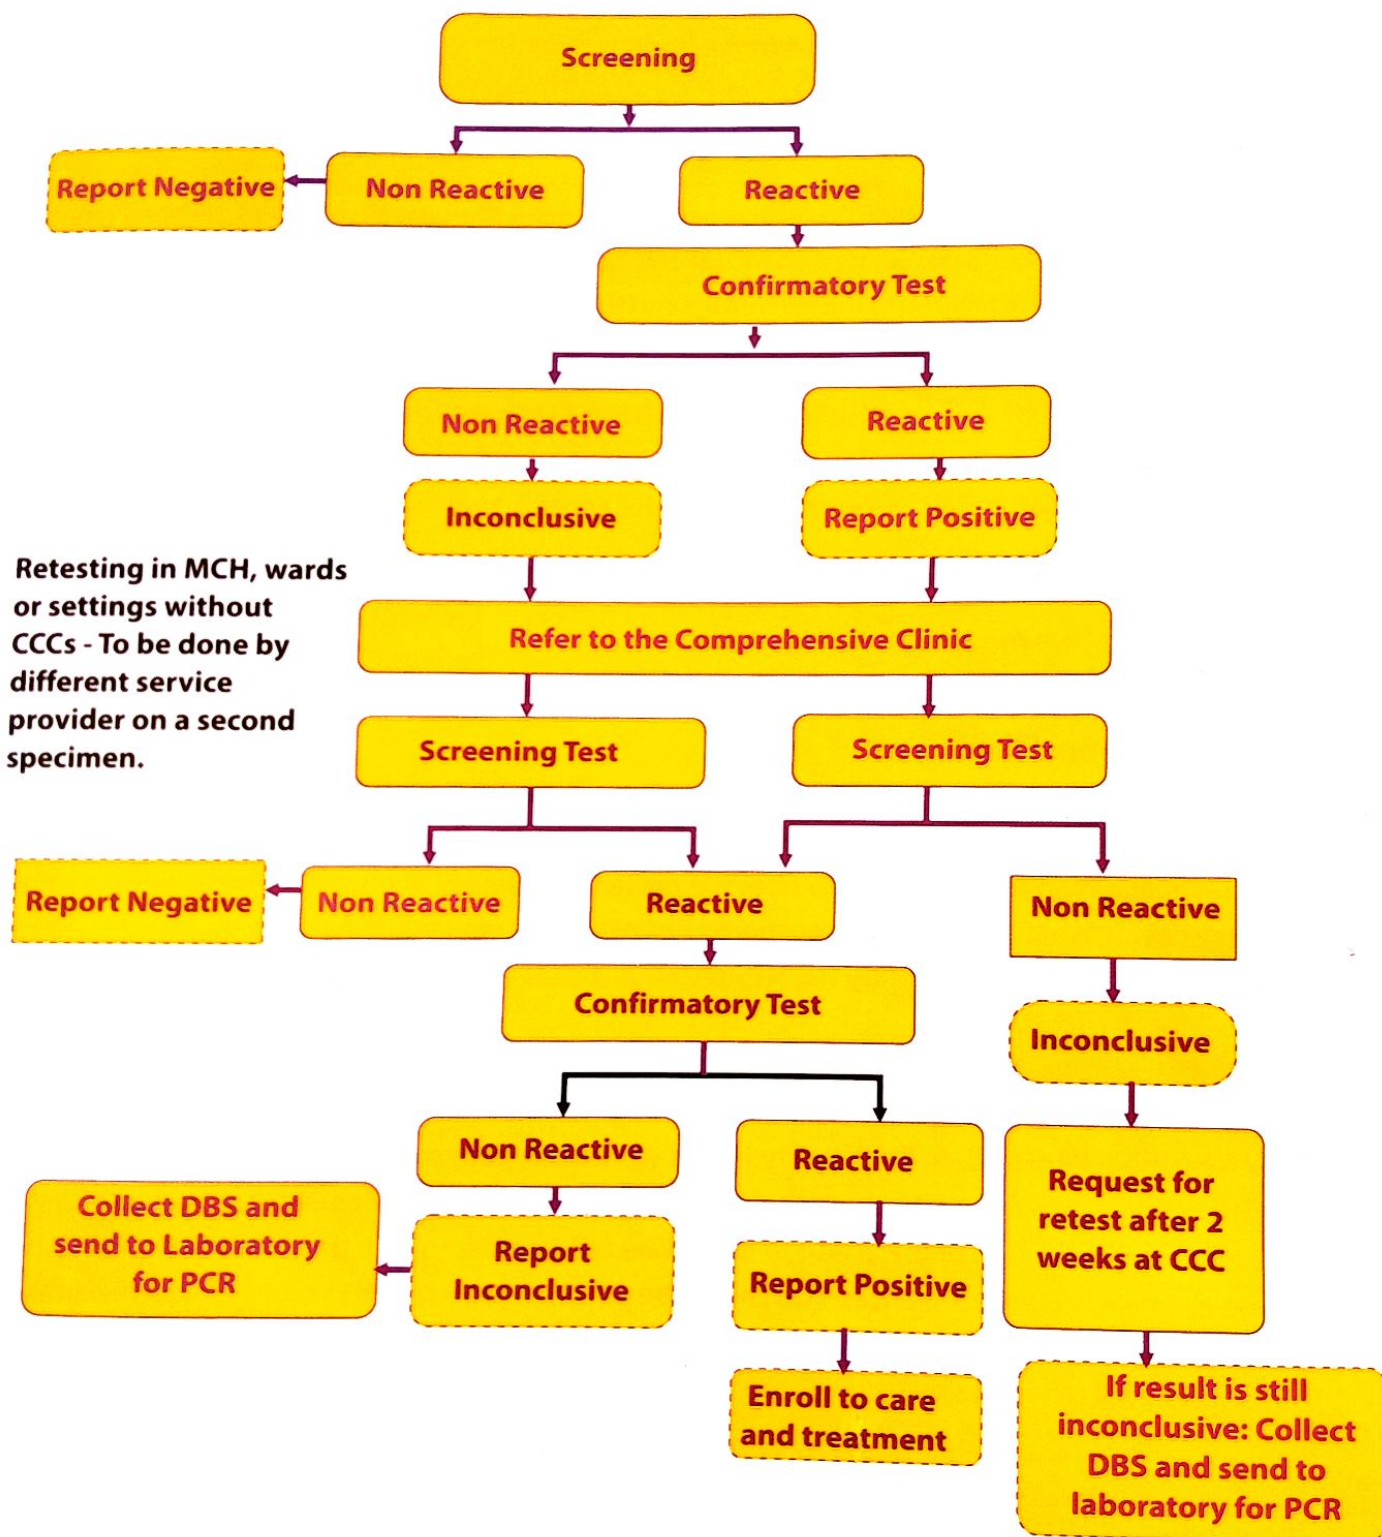 Screening
Report Negative
Non Reactive
Reactive
Confirmatory Test
Non Reactive
Reactive
Inconclusive
Report Positive
Retesting in MCH, wards
or settings without
CCCs - To be done by
different service
provider on a second
specimen.
Refer to the Comprehensive Clinic
Screening Test
Screening Test
Report Negative
Non Reactive
Reactive
Non Reactive
Confirmatory Test
Inconclusive
Non Reactive
Reactive
Collect DBS and
send to Laboratory
for PCR
Report
Inconclusive
Report Positive
Request for
retest after 2
weeks at CCC
Enroll to care
and treatment
If result is still
inconclusive: Collect
DBS and send to
laboratory for PCR